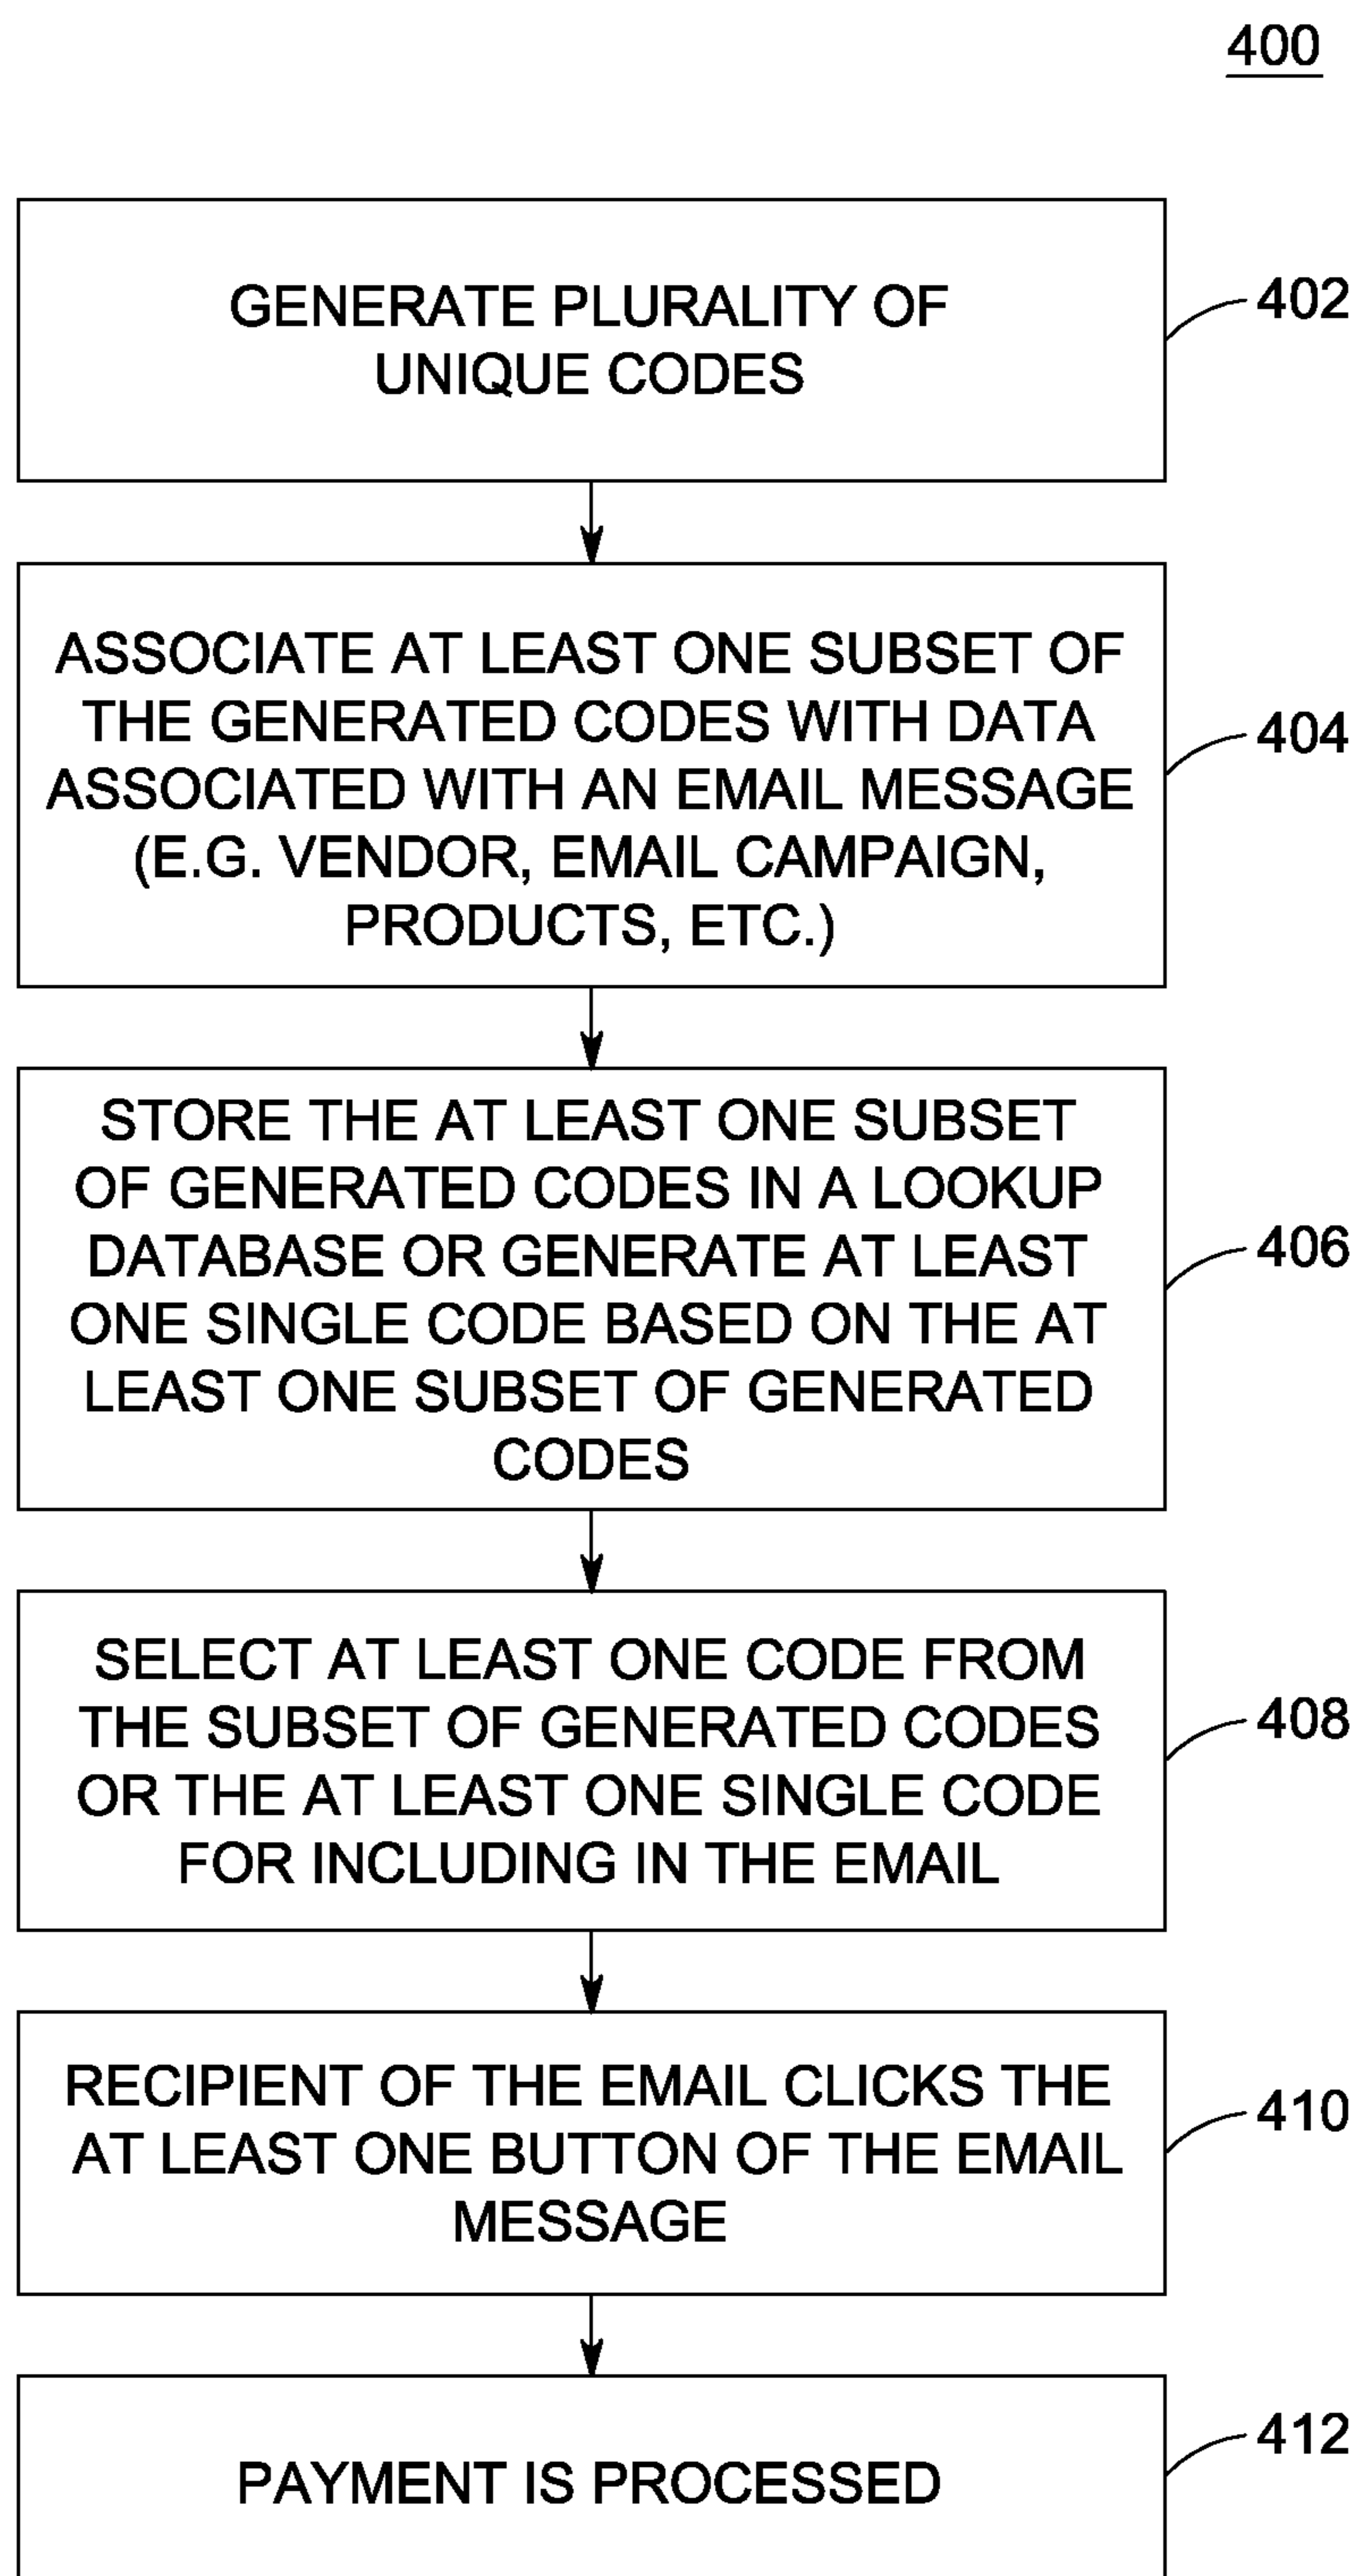 400
GENERATE PLURALITY OF
UNIQUE CODES
402
ASSOCIATE AT LEAST ONE SUBSET OF
THE GENERATED CODES WITH DATA
ASSOCIATED WITH AN EMAIL MESSAGE
(E.G. VENDOR, EMAIL CAMPAIGN,
PRODUCTS, ETC.)
404
STORE THE AT LEAST ONE SUBSET
OF GENERATED CODES IN A LOOKUP
DATABASE OR GENERATE AT LEAST
ONE SINGLE CODE BASED ON THE AT
LEAST ONE SUBSET OF GENERATED
CODES
406
SELECT AT LEAST ONE CODE FROM
THE SUBSET OF GENERATED CODES
OR THE AT LEAST ONE SINGLE CODE
FOR INCLUDING IN THE EMAIL
408
RECIPIENT OF THE EMAIL CLICKS THE
AT LEAST ONE BUTTON OF THE EMAIL
MESSAGE
410
PAYMENT IS PROCESSED
412